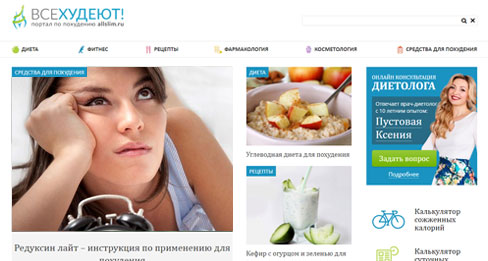 ВСЕХУДЕЮТ!
портал по похудению allslim.ru
ДИЕТА
ФИТНЕС
РЕЦЕПТЫ
ФАРМАКОЛОГИЯ
КОСМЕТОЛОГИЯ
СРЕДСТВА ДЛЯ ПОХУДЕНИЯ
СРЕДСТВА ДЛЯ ПОХУДЕНИЯ
Редуксин лайт – инструкция по применению для
похудения
ДИЕТА
Углеводная диета для похудения
РЕЦЕПТЫ
Кефир с огурцом и зеленью для
ОНЛАЙН КОНСУЛЬТАЦИЯ
ДИЕТОЛОГА
Отвечает врач-диетолог
с 10 летним опытом:
Пустовая
Ксения
Задать вопрос
Подробнее
Калькулятор
сожженных
калорий
Калькулятор
суточных